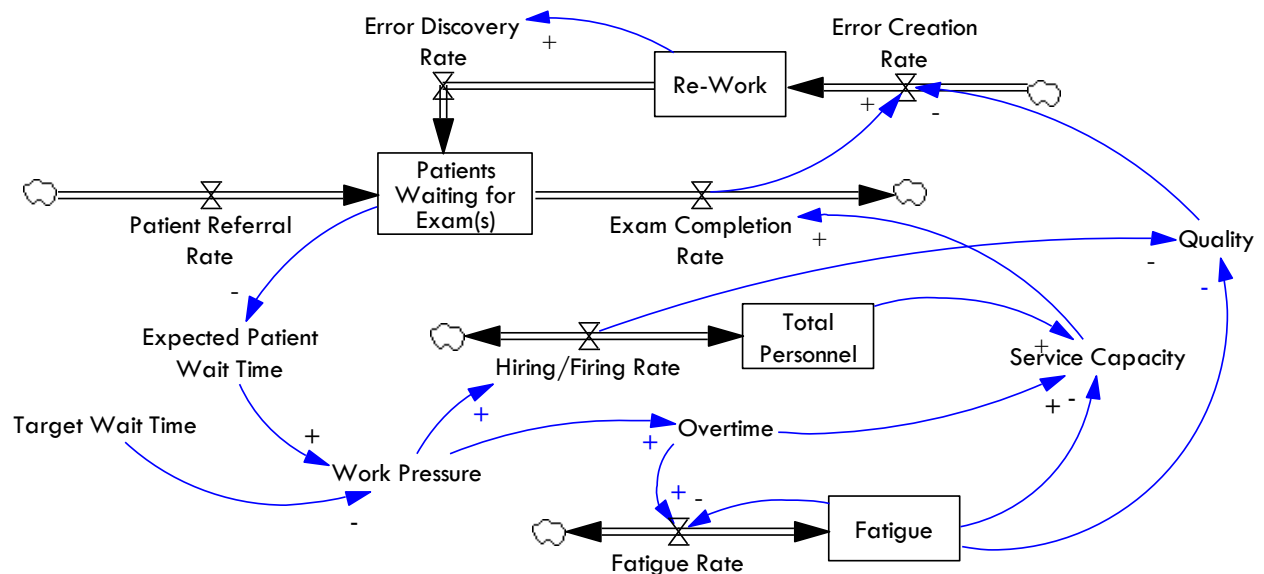 Error Discovery
Rate
+
Re-Work
Error Creation
Rate
+
-
Patients
Waiting for
Exam(s)
Patient Referral
Rate
Exam Completion
Rate
+
Quality
-
-
-
Expected Patient
Wait Time
Total
Personnel
Hiring/Firing Rate
+
Service Capacity
+
-
+
Target Wait Time
+
Overtime
+
Work Pressure
-
+
-
Fatigue
Fatigue Rate